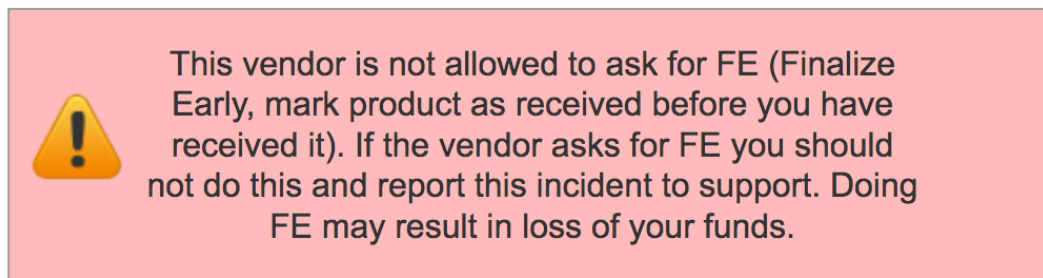 This vendor is not allowed to ask for FE (Finalize
Early, mark product as received before you have
received it). If the vendor asks for FE you should
not do this and report this incident to support. Doing
FE may result in loss of your funds.